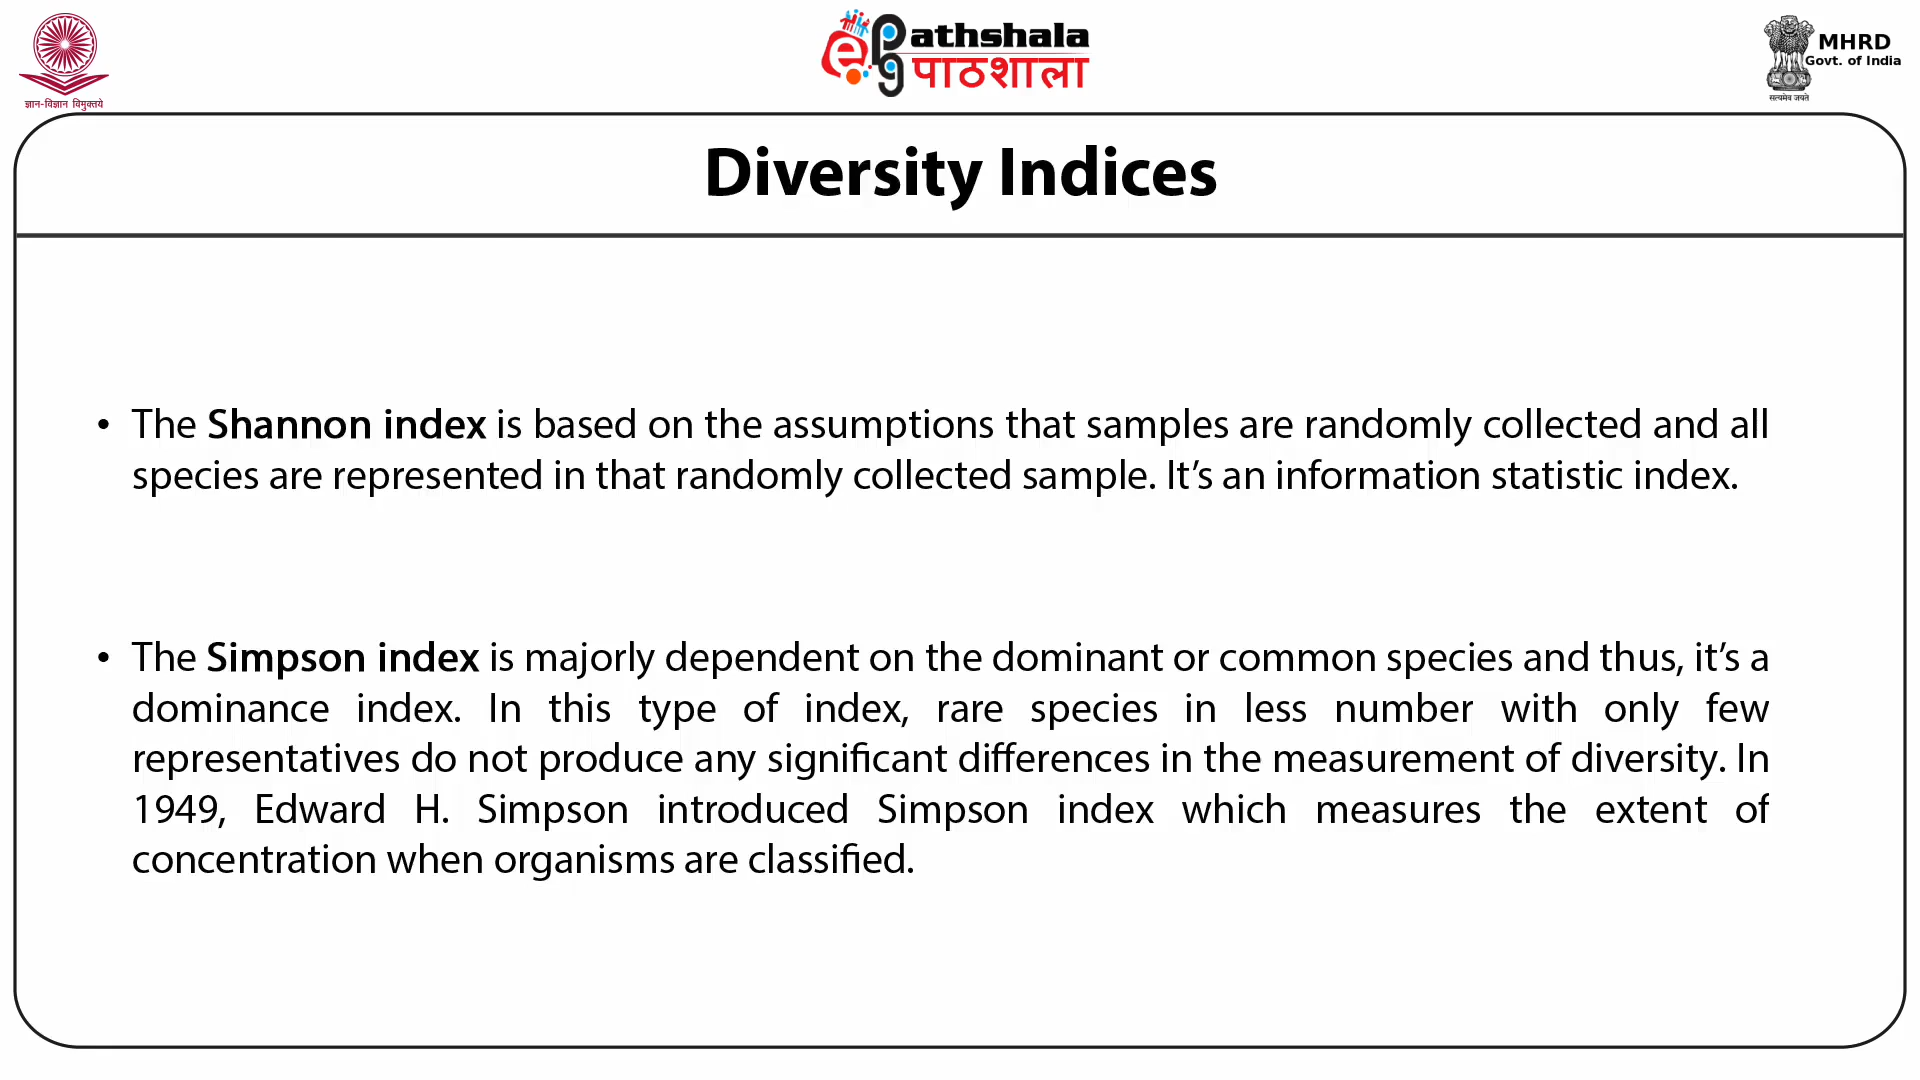 ज्ञान-विज्ञान विमुक्तये
ePG Pathshala
पाठशाला
MHRD
Govt. of India
सत्यमेव जयते
Diversity Indices
• The Shannon index is based on the assumptions that samples are randomly collected and all
species are represented in that randomly collected sample. It’s an information statistic index.
• The Simpson index is majorly dependent on the dominant or common species and thus, it’s a
dominance index. In this type of index, rare species in less number with only few
representatives do not produce any significant differences in the measurement of diversity. In
1949, Edward H. Simpson introduced Simpson index which measures the extent of
concentration when organisms are classified.